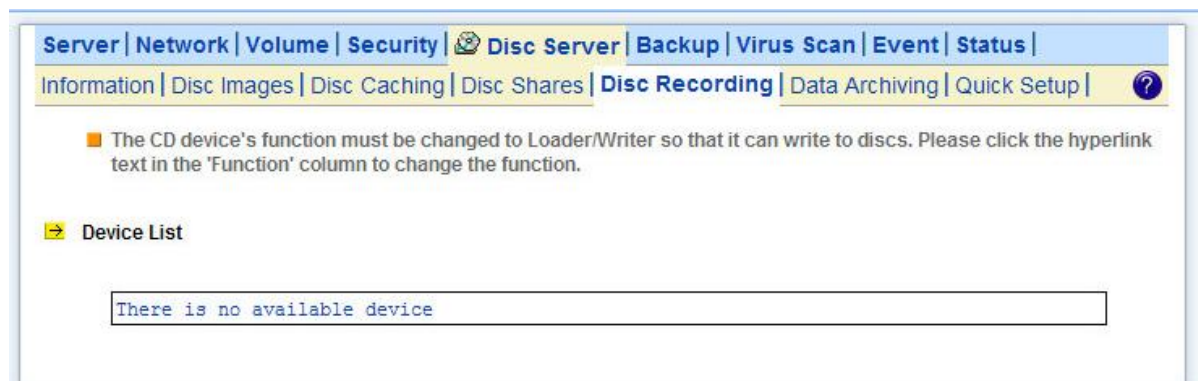 Server | Network | Volume | Security | Disc Server | Backup | Virus Scan | Event | Status |
Information | Disc Images | Disc Caching | Disc Shares | Disc Recording | Data Archiving | Quick Setup | ?
The CD device's function must be changed to Loader/Writer so that it can write to discs. Please click the hyperlink
text in the 'Function' column to change the function.
Device List
There is no available device